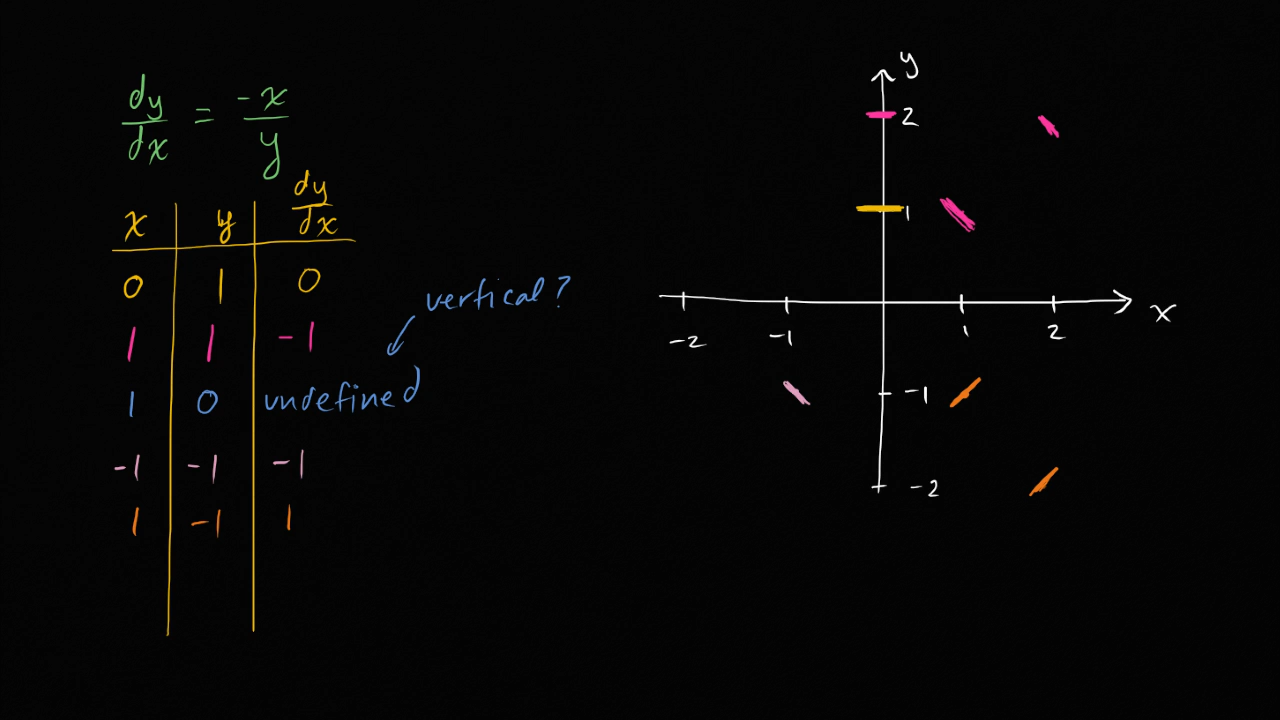 dy/dx = -x/y
x y dy/dx
0 1 0
1 1 -1
vertical?
1 0 undefined
-1 -1 -1
1 -1 1
y
2
1
-2 -1 1 2 x
-1
-2